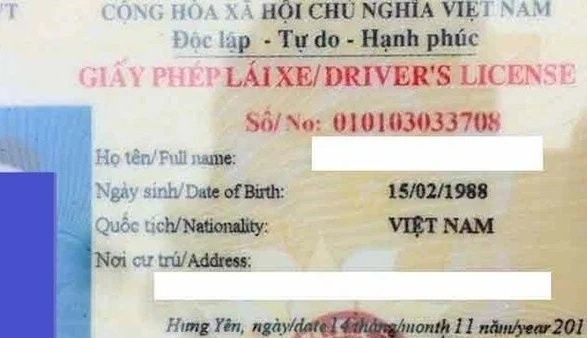 CỘNG HÒA XÃ HỘI CHỦ NGHĨA VIỆT NAM
Độc lập - Tự do - Hạnh phúc
GIẤY PHÉP LÁI XE/DRIVER'S LICENSE
Số/No: 010103033708
Họ tên/Full name:
Ngày sinh/Date of Birth: 15/02/1988
Quốc tịch/Nationality: VIỆT NAM
Nơi cư trú/Address:
Hưng Yên, ngày/date 14 tháng/month 11 năm/year 201